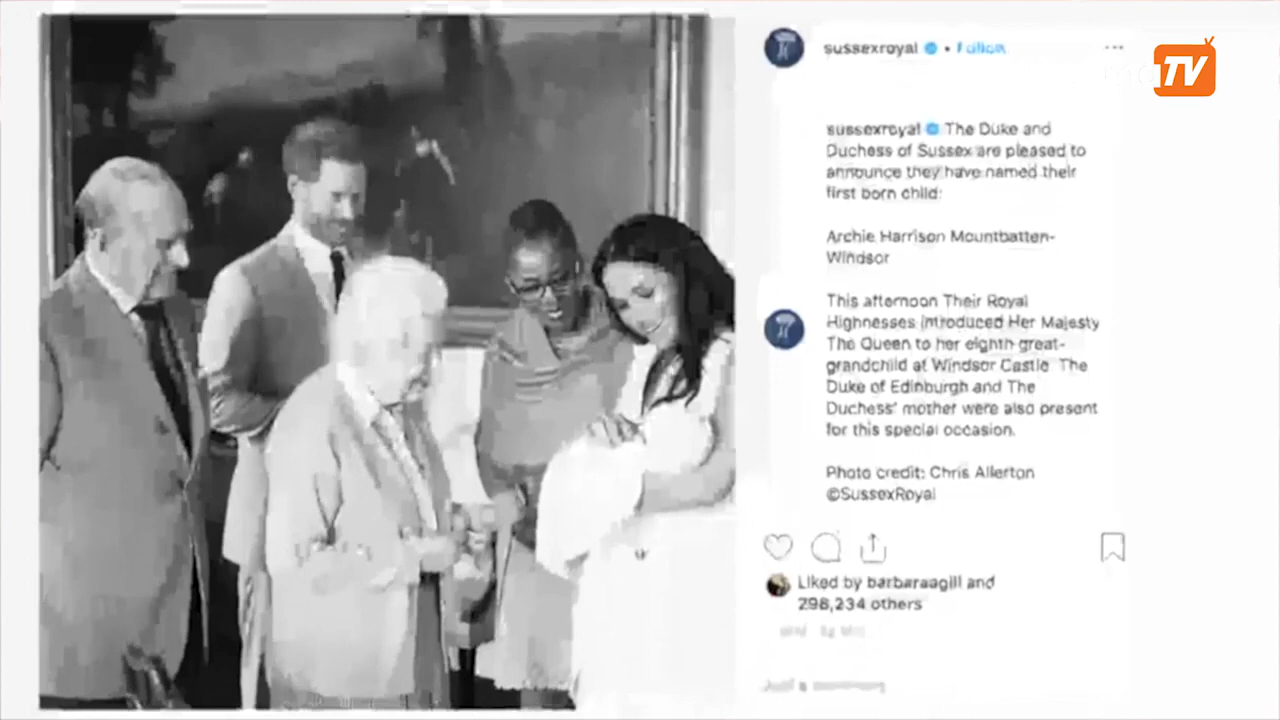 sussexroyal • Follow
TV
sussexroyal The Duke and
Duchess of Sussex are pleased to
announce they have named their
first born child:
Archie Harrison Mountbatten-
Windsor
This afternoon Their Royal
Highnesses introduced Her Majesty
The Queen to her eighth great-
grandchild at Windsor Castle. The
Duke of Edinburgh and The
Duchess' mother were also present
for this special occasion.
Photo credit: Chris Allerton
©SussexRoyal
Liked by barbaraagill and
298,234 others